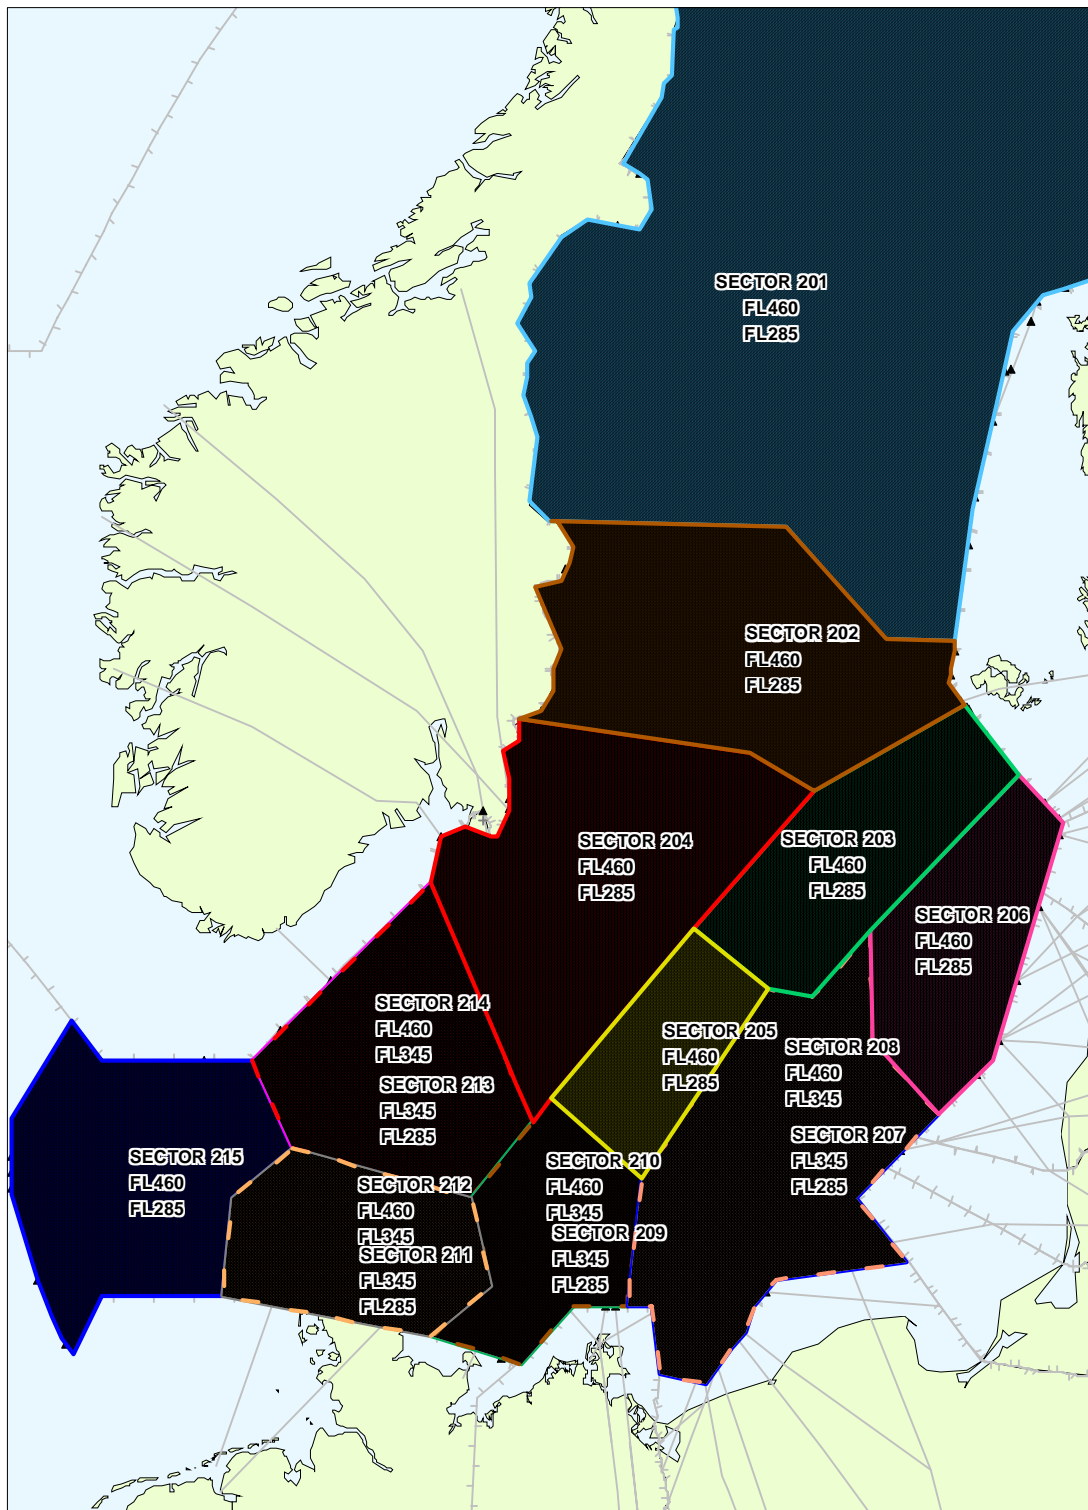 SECTOR 201
FL460
FL285
SECTOR 202
FL460
FL285
SECTOR 204
FL460
FL285
SECTOR 203
FL460
FL285
SECTOR 206
FL460
FL285
SECTOR 214
FL460
FL345
SECTOR 205
FL460
FL285
SECTOR 208
FL460
FL345
SECTOR 213
FL345
FL285
SECTOR 207
FL345
FL285
SECTOR 215
FL460
FL285
SECTOR 210
FL460
FL345
SECTOR 212
FL460
FL345
SECTOR 209
FL345
FL285
SECTOR 211
FL345
FL285